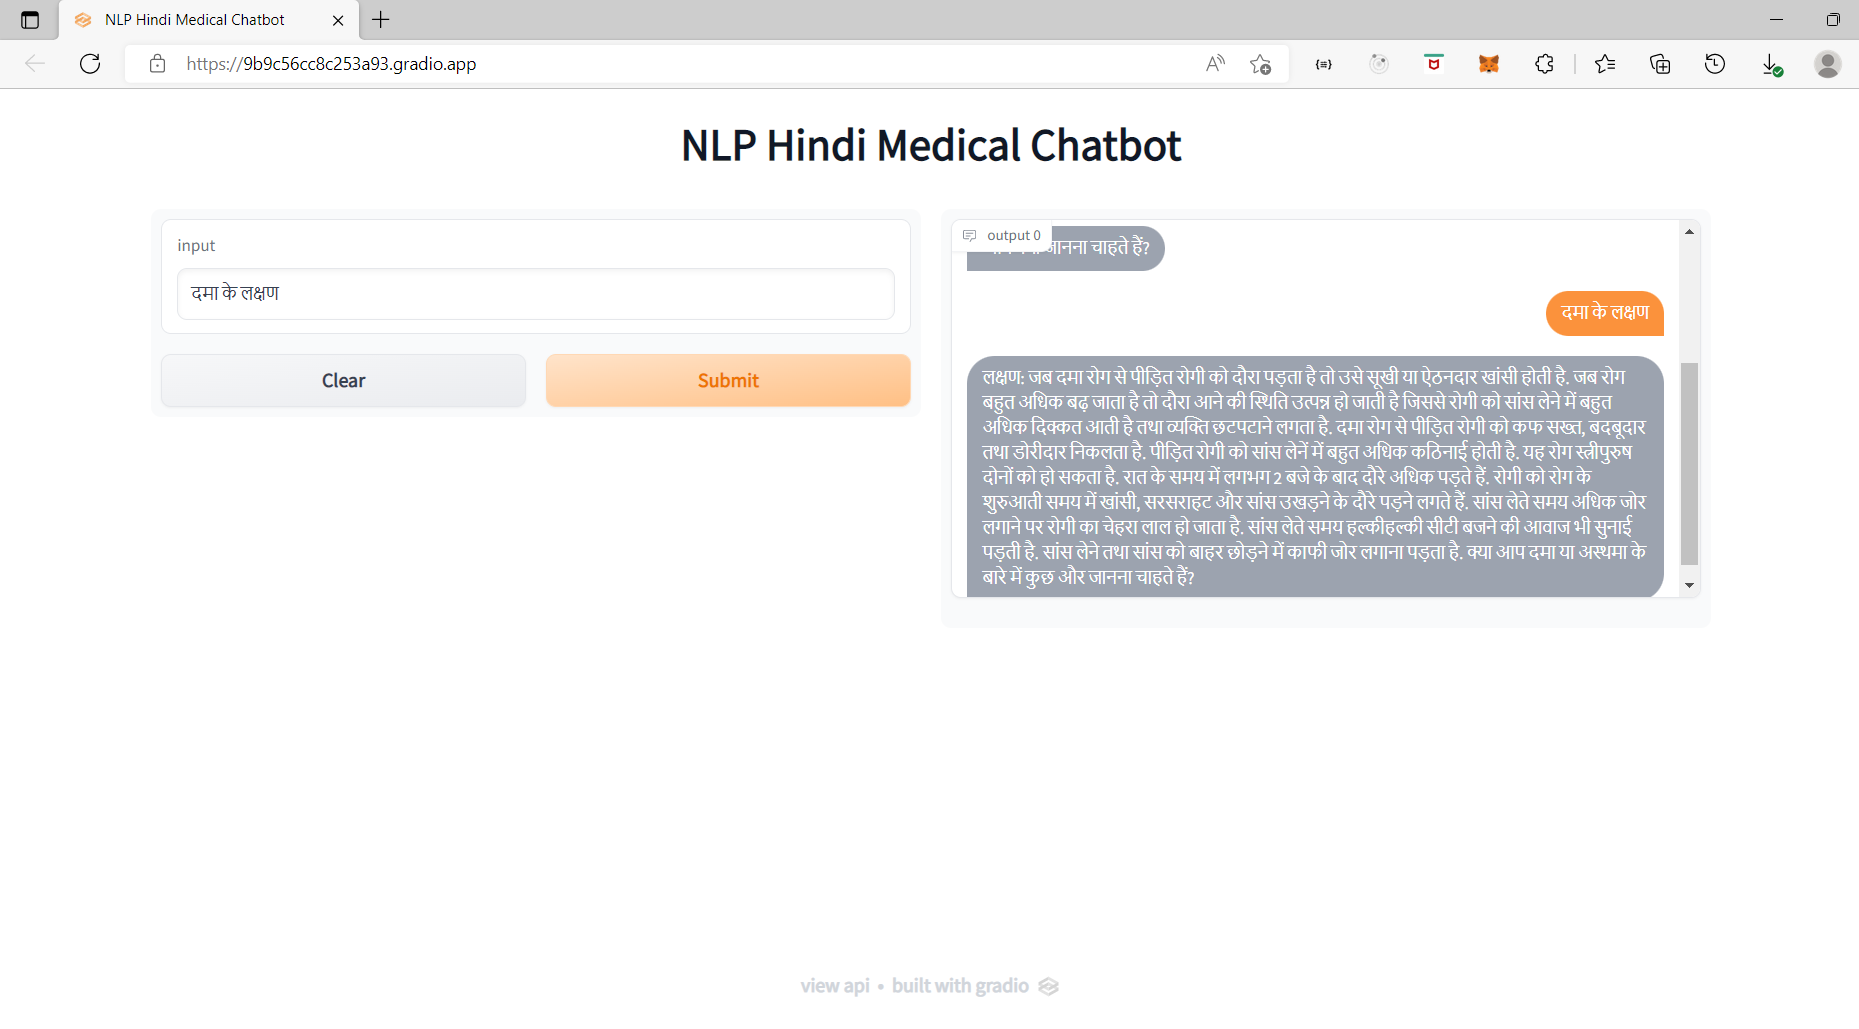 NLP Hindi Medical Chatbot
https://9b9c56cc8c253a93.gradio.app
NLP Hindi Medical Chatbot
input
दमा के लक्षण
Clear
Submit
output 0
जानना चाहते हैं?
दमा के लक्षण
लक्षण: जब दमा रोग से पीड़ित रोगी को दौरा पड़ता है तो उसे सूखी या ऐठनदार खांसी होती है. जब रोग
बहुत अधिक बढ़ जाता है तो दौरा आने की स्थिति उत्पन्न हो जाती है जिससे रोगी को सांस लेने में बहुत
अधिक दिक्कत आती है तथा व्यक्ति छटपटाने लगता है. दमा रोग से पीड़ित रोगी को कफ सख्त, बदबूदार
तथा डोरीदार निकलता है. पीड़ित रोगी को सांस लेनें में बहुत अधिक कठिनाई होती है. यह रोग स्त्रीपुरुष
दोनों को हो सकता है. रात के समय में लगभग 2 बजे के बाद दौरे अधिक पड़ते हैं. रोगी को रोग के
शुरुआती समय में खांसी, सरसराहट और सांस उखड़ने के दौरे पड़ने लगते हैं. सांस लेते समय अधिक जोर
लगाने पर रोगी का चेहरा लाल हो जाता है. सांस लेते समय हल्कीहल्की सीटी बजने की आवाज भी सुनाई
पड़ती है. सांस लेने तथा सांस को बाहर छोड़ने में काफी जोर लगाना पड़ता है. क्या आप दमा या अस्थमा के
बारे में कुछ और जानना चाहते हैं?
view api • built with gradio